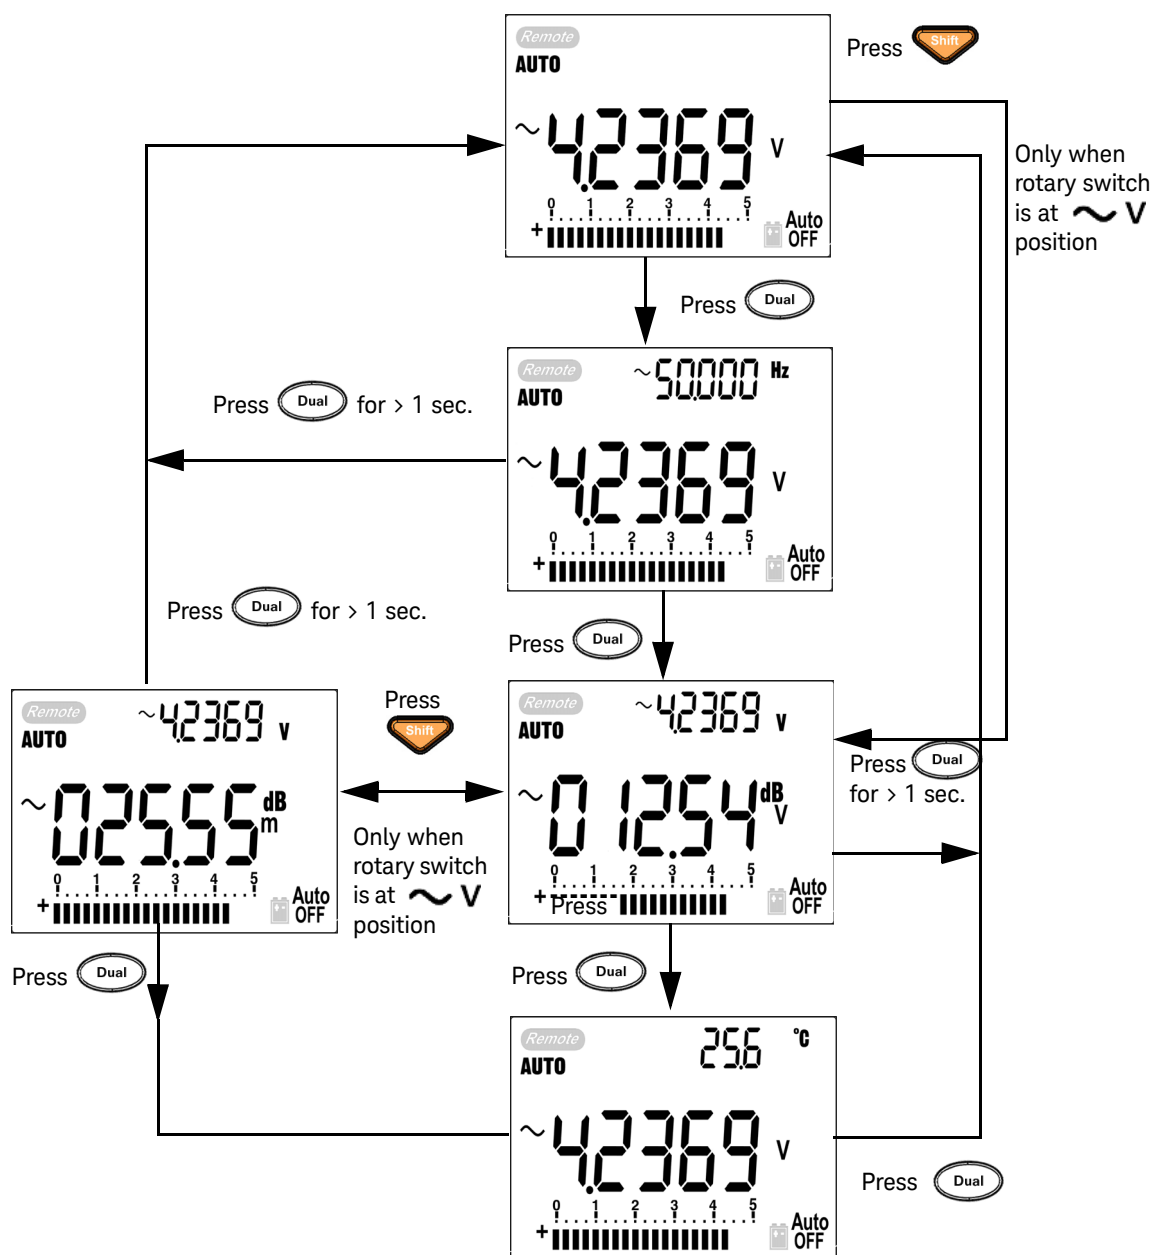 Remote
AUTO
~ 4.2369 V
0 1 2 3 4 5
+
Auto
OFF
Press Shift
Only when
rotary switch
is at ~ V
position
Press Dual
Remote
~ 50.000 Hz
AUTO
~ 4.2369 V
0 1 2 3 4 5
+
Auto
OFF
Press Dual for > 1 sec.
Press Dual for > 1 sec.
Press Dual
Remote
~ 4.2369 V
AUTO
~ 025.55 dB
m
0 1 2 3 4 5
+
Auto
OFF
Press
Shift
Only when
rotary switch
is at ~ V
position
Remote
~ 4.2369 V
AUTO
~ 012.54 dB
V
0 1 2 3 4 5
+
Press
Auto
OFF
Press Dual
for > 1 sec.
Press Dual
Press Dual
Remote
25.6 °C
AUTO
~ 4.2369 V
0 1 2 3 4 5
+
Auto
OFF
Press Dual